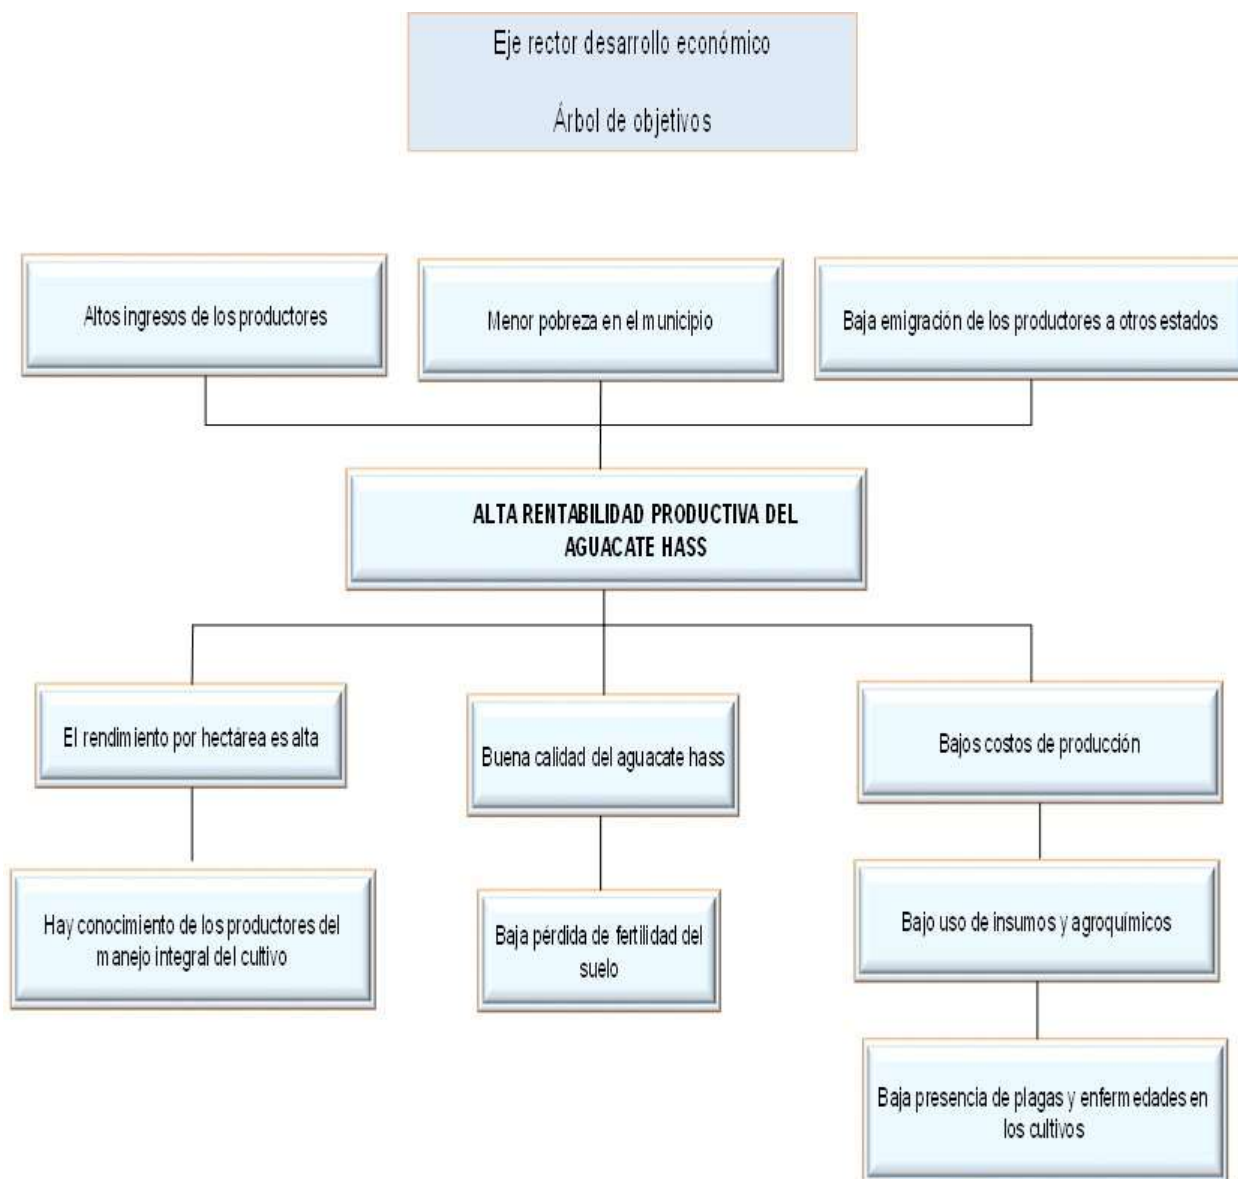 Eje rector desarrollo económico
Árbol de objetivos
Altos ingresos de los productores
Menor pobreza en el municipio
Baja emigración de los productores a otros estados
ALTA RENTABILIDAD PRODUCTIVA DEL
AGUACATE HASS
El rendimiento por hectárea es alta
Buena calidad del aguacate hass
Bajos costos de producción
Hay conocimiento de los productores del
manejo integral del cultivo
Baja pérdida de fertilidad del
suelo
Bajo uso de insumos y agroquímicos
Baja presencia de plagas y enfermedades en
los cultivos